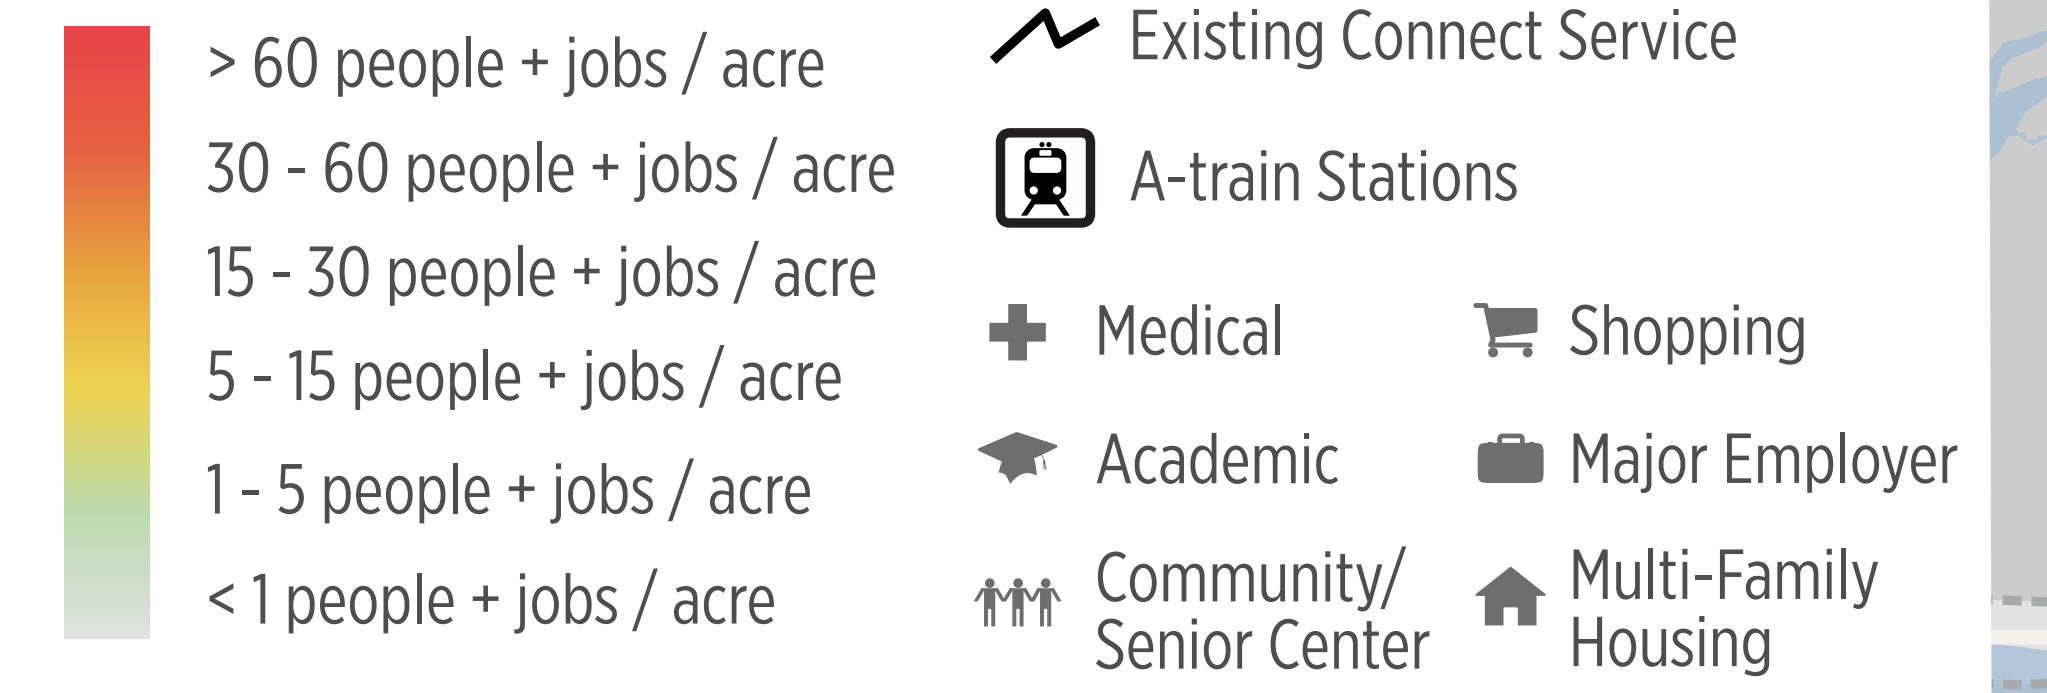 > 60 people + jobs / acre
30 - 60 people + jobs / acre
15 - 30 people + jobs / acre
5 - 15 people + jobs / acre
1 - 5 people + jobs / acre
< 1 people + jobs / acre
Existing Connect Service
A-train Stations
Medical
Shopping
Academic
Major Employer
Community/
Senior Center
Multi-Family
Housing